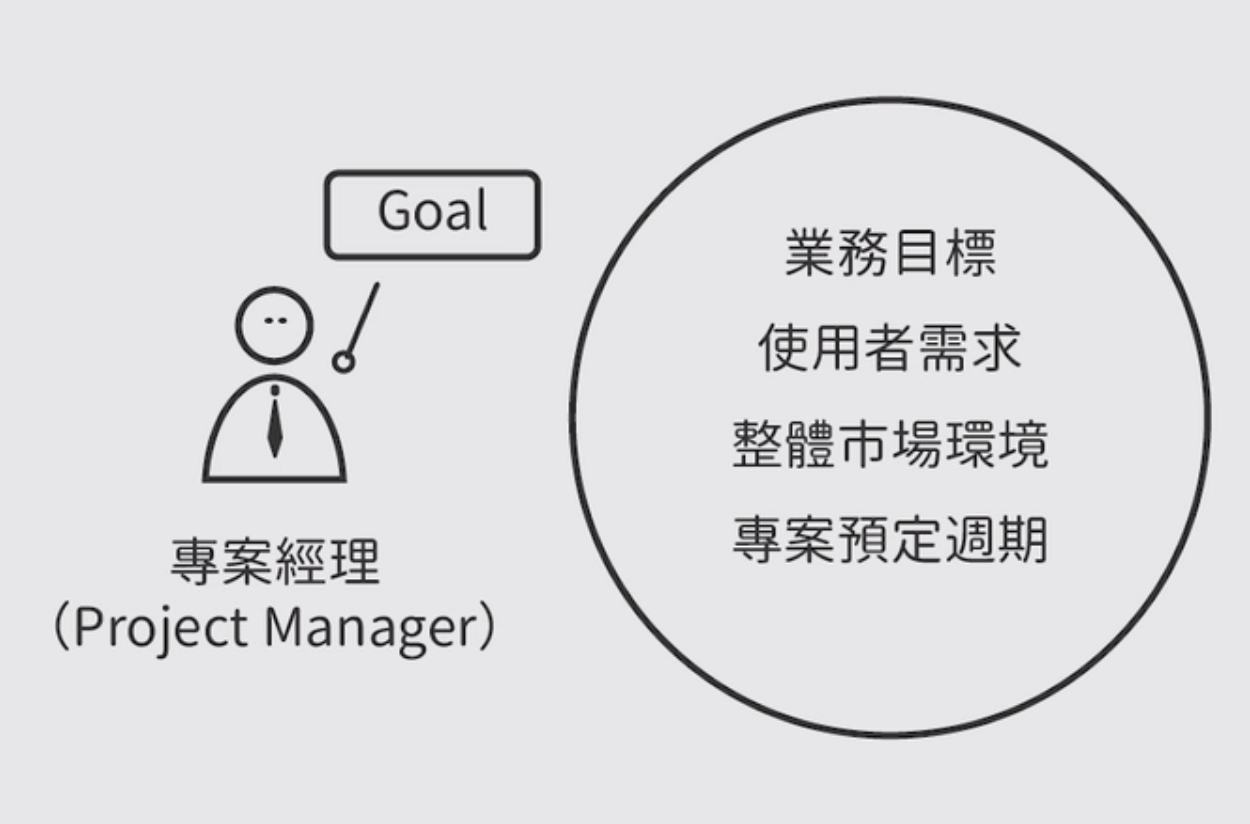 Goal
專案經理
（Project Manager）
業務目標
使用者需求
整體市場環境
專案預定週期